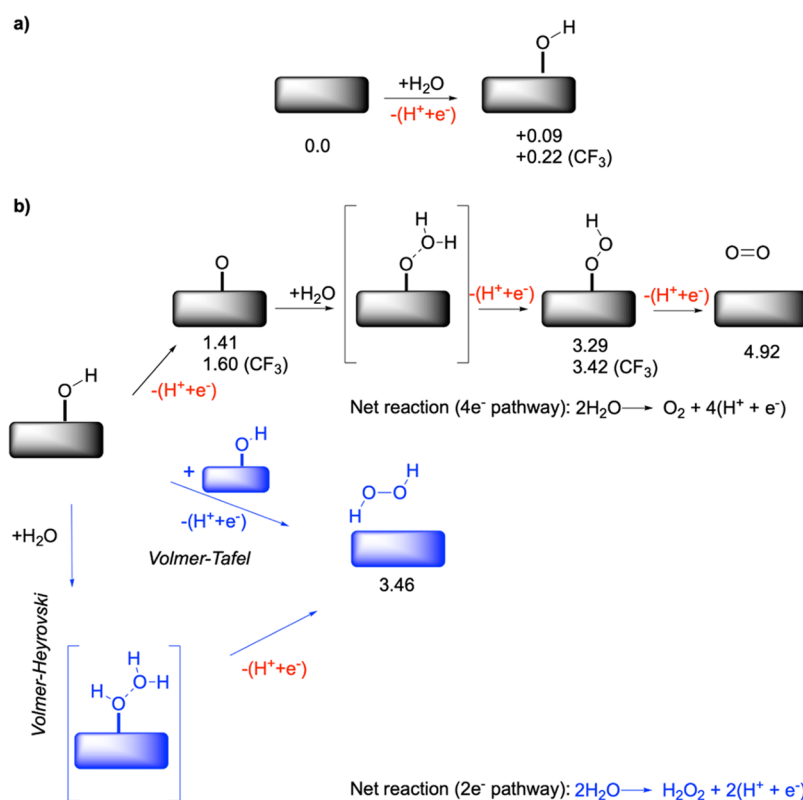 a)
H
O
+H₂O
-(H⁺+e⁻)
0.0
+0.09
+0.22 (CF₃)
b)
H
O-H
O
O
+H₂O
-(H⁺+e⁻)
H
O
O
-(H⁺+e⁻)
O=O
1.41
1.60 (CF₃)
3.29
3.42 (CF₃)
4.92
-(H⁺+e⁻)
H
O
Net reaction (4e⁻ pathway): 2H₂O → O₂ + 4(H⁺ + e⁻)
H
O
+
-(H⁺+e⁻)
Volmer-Tafel
H
O-O
H
3.46
+H₂O
Volmer-Heyrovski
-(H⁺+e⁻)
H
H O-H
O
Net reaction (2e⁻ pathway): 2H₂O → H₂O₂ + 2(H⁺ + e⁻)